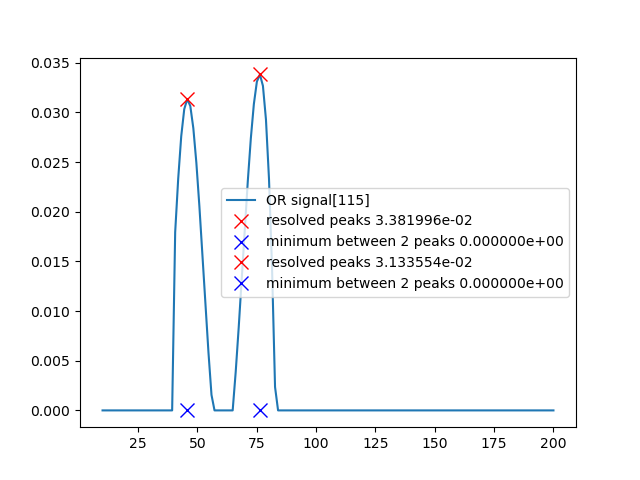 0.035
0.030
0.025
0.020
0.015
0.010
0.005
0.000
OR signal[115]
resolved peaks 3.381996e-02
minimum between 2 peaks 0.000000e+00
resolved peaks 3.133554e-02
minimum between 2 peaks 0.000000e+00
25 50 75 100 125 150 175 200